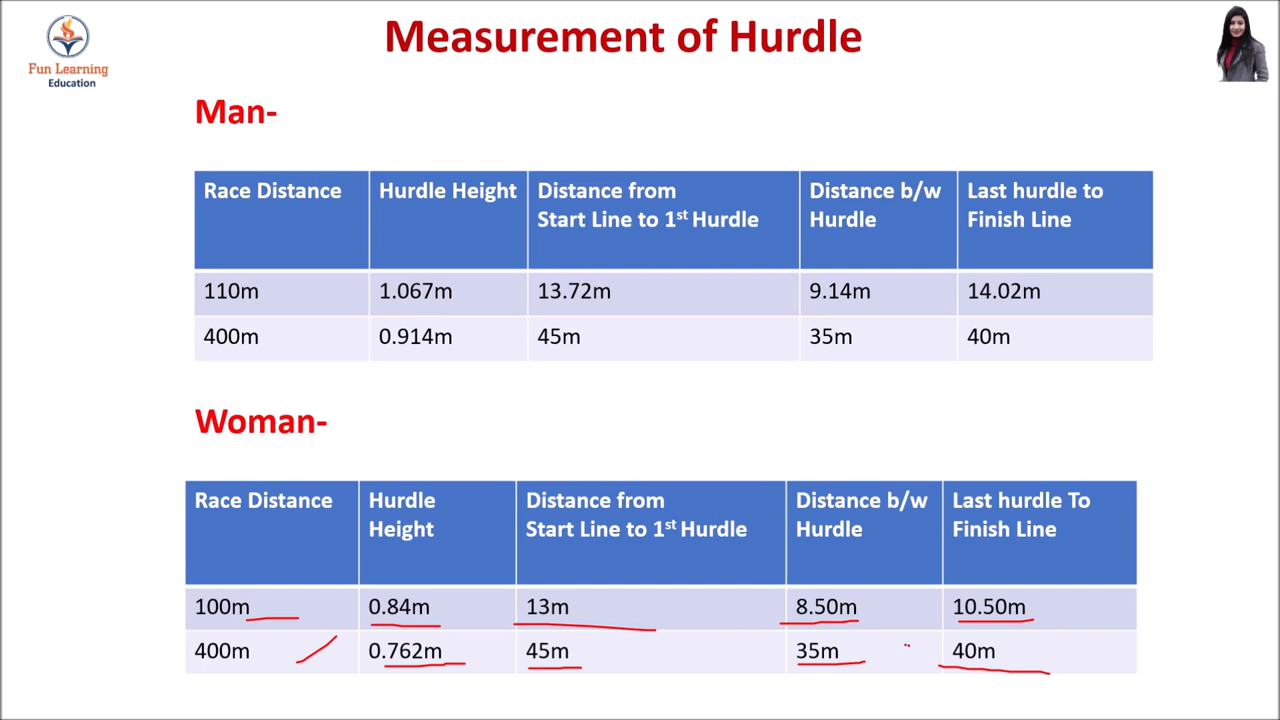 Measurement of Hurdle
Fun Learning
Education
Man-
Race Distance Hurdle Height Distance from Start Line to 1st Hurdle Distance b/w Hurdle Last hurdle to Finish Line
110m 1.067m 13.72m 9.14m 14.02m
400m 0.914m 45m 35m 40m
Woman-
Race Distance Hurdle Height Distance from Start Line to 1st Hurdle Distance b/w Hurdle Last hurdle To Finish Line
100m 0.84m 13m 8.50m 10.50m
400m 0.762m 45m 35m 40m